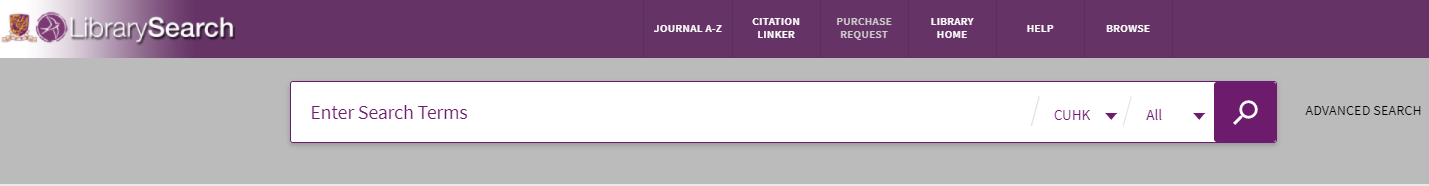 LibrarySearch
JOURNAL A-Z
CITATION
LINKER
PURCHASE
REQUEST
LIBRARY
HOME
HELP
BROWSE
Enter Search Terms
CUHK
All
ADVANCED SEARCH